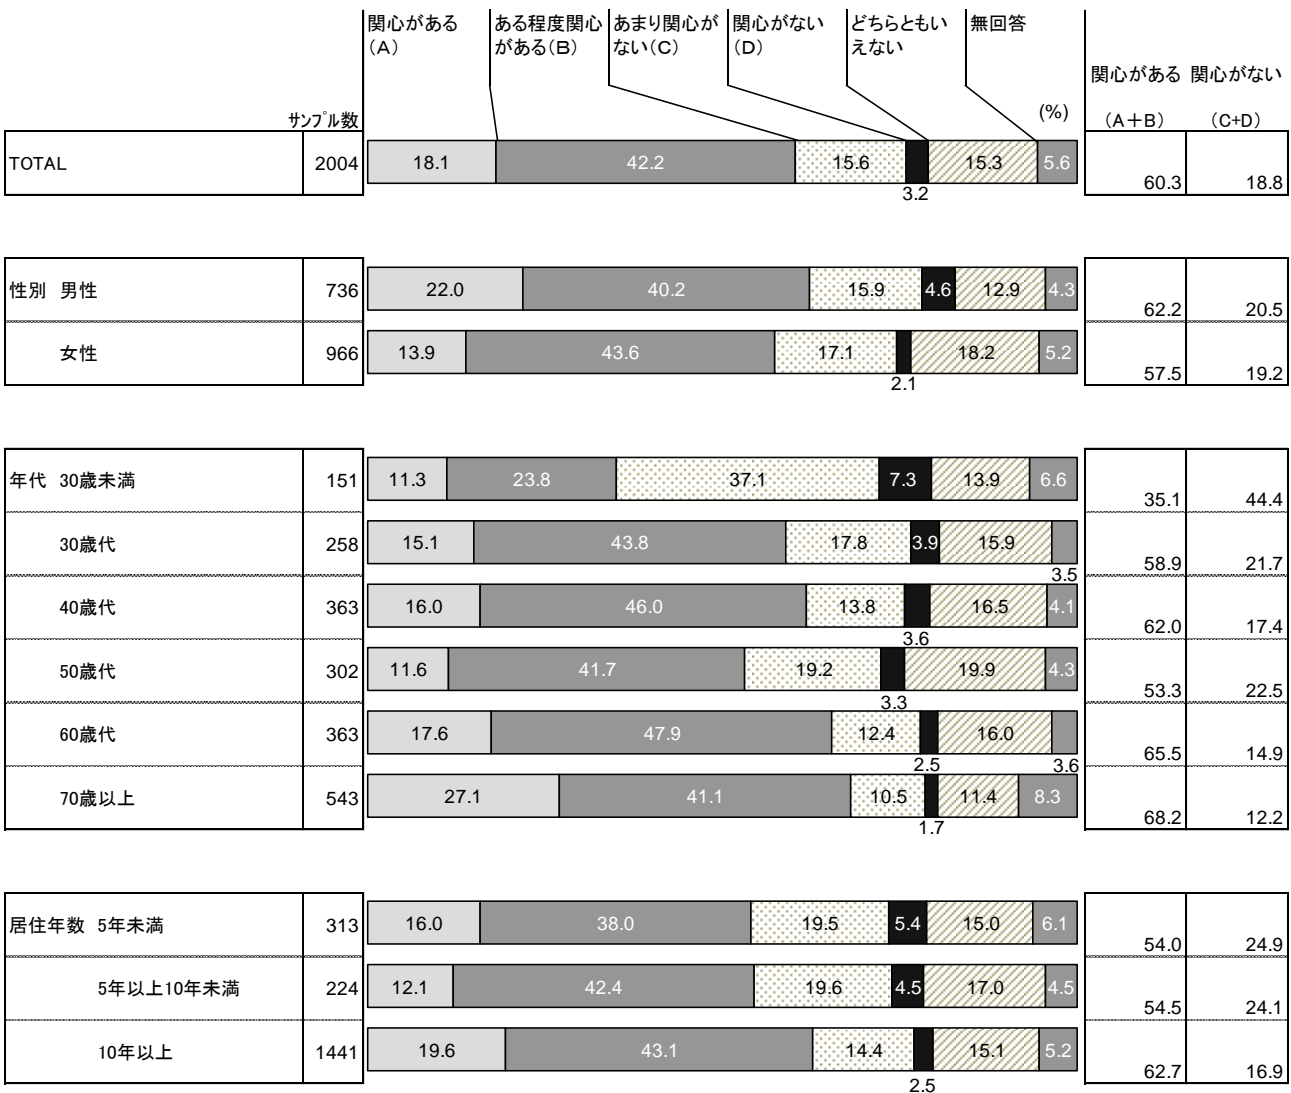 関心がある ある程度関心 あまり関心が 関心がない どちらともい 無回答
(A) がある(B) ない(C) (D) えない
関心がある 関心がない
サンプル数 (%) (A+B) (C+D)
TOTAL 2004 18.1 42.2 15.6 15.3 5.6
3.2
60.3 18.8
性別 男性 736 22.0 40.2 15.9 4.6 12.9 4.3
62.2 20.5
女性 966 13.9 43.6 17.1 18.2 5.2
2.1
57.5 19.2
年代 30歳未満 151 11.3 23.8 37.1 7.3 13.9 6.6
35.1 44.4
30歳代 258 15.1 43.8 17.8 3.9 15.9
3.5
58.9 21.7
40歳代 363 16.0 46.0 13.8 16.5 4.1
3.6
62.0 17.4
50歳代 302 11.6 41.7 19.2 19.9 4.3
3.3
53.3 22.5
60歳代 363 17.6 47.9 12.4 16.0
2.5 3.6
65.5 14.9
70歳以上 543 27.1 41.1 10.5 11.4 8.3
1.7
68.2 12.2
居住年数 5年未満 313 16.0 38.0 19.5 5.4 15.0 6.1
54.0 24.9
5年以上10年未満 224 12.1 42.4 19.6 4.5 17.0 4.5
54.5 24.1
10年以上 1441 19.6 43.1 14.4 15.1 5.2
2.5
62.7 16.9